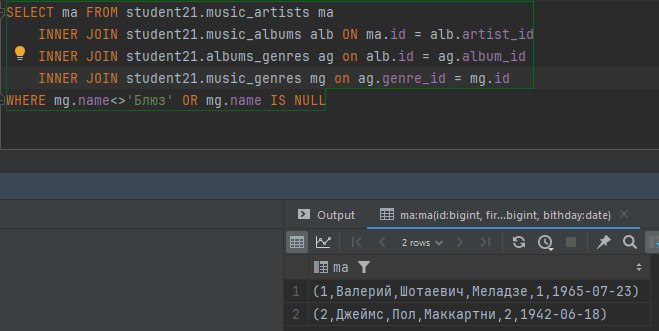 SELECT ma FROM student21.music_artists ma
INNER JOIN student21.music_albums alb ON ma.id = alb.artist_id
INNER JOIN student21.albums_genres ag on alb.id = ag.album_id
INNER JOIN student21.music_genres mg on ag.genre_id = mg.id
WHERE mg.name<>'Блюз' OR mg.name IS NULL
Output ma:ma(id:bigint, fir...bigint, bithday:date)
2 rows
ma
1 (1,Валерий,Шотаевич,Меладзе,1,1965-07-23)
2 (2,Джеймс,Пол,Маккартни,2,1942-06-18)